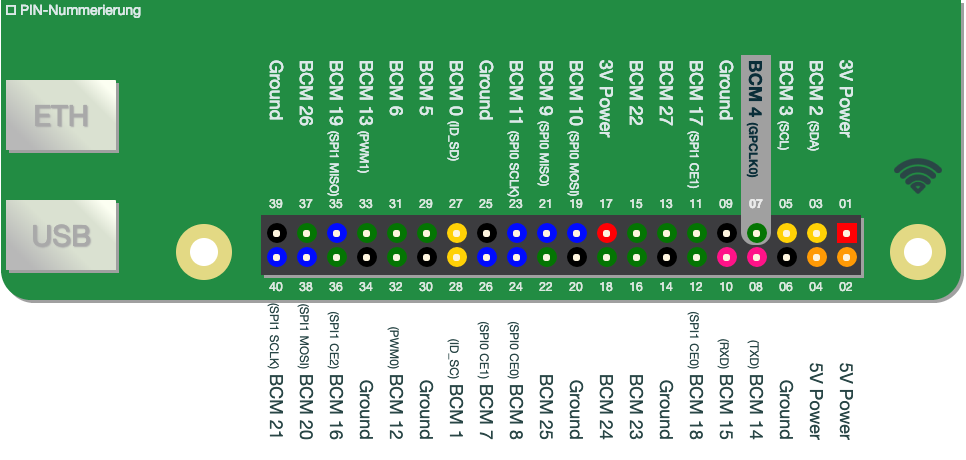 PIN-Nummerierung
ETH
USB
Ground
BCM 26
BCM 19 (SPI1 MISO)
BCM 13 (PWM1)
BCM 6
BCM 5
BCM 0 (ID_SD)
Ground
BCM 11 (SPI0 SCLK)
BCM 9 (SPI0 MISO)
BCM 10 (SPI0 MOSI)
3V Power
BCM 22
BCM 27
BCM 17 (SPI1 CE1)
Ground
BCM 4 (GPCLK0)
BCM 3 (SCL)
BCM 2 (SDA)
3V Power
39 37 35 33 31 29 27 25 23 21 19 17 15 13 11 09 07 05 03 01
40 38 36 34 32 30 28 26 24 22 20 18 16 14 12 10 08 06 04 02
(SPI1 SCLK) BCM 21
(SPI1 MOSI) BCM 20
(SPI1 CE2) BCM 16
Ground
(PWM0) BCM 12
Ground
(ID_SC) BCM 1
(SPI0 CE1) BCM 7
(SPI0 CE0) BCM 8
BCM 25
Ground
BCM 24
BCM 23
Ground
(SPI1 CE0) BCM 18
(RXD) BCM 15
(TXD) BCM 14
Ground
5V Power
5V Power